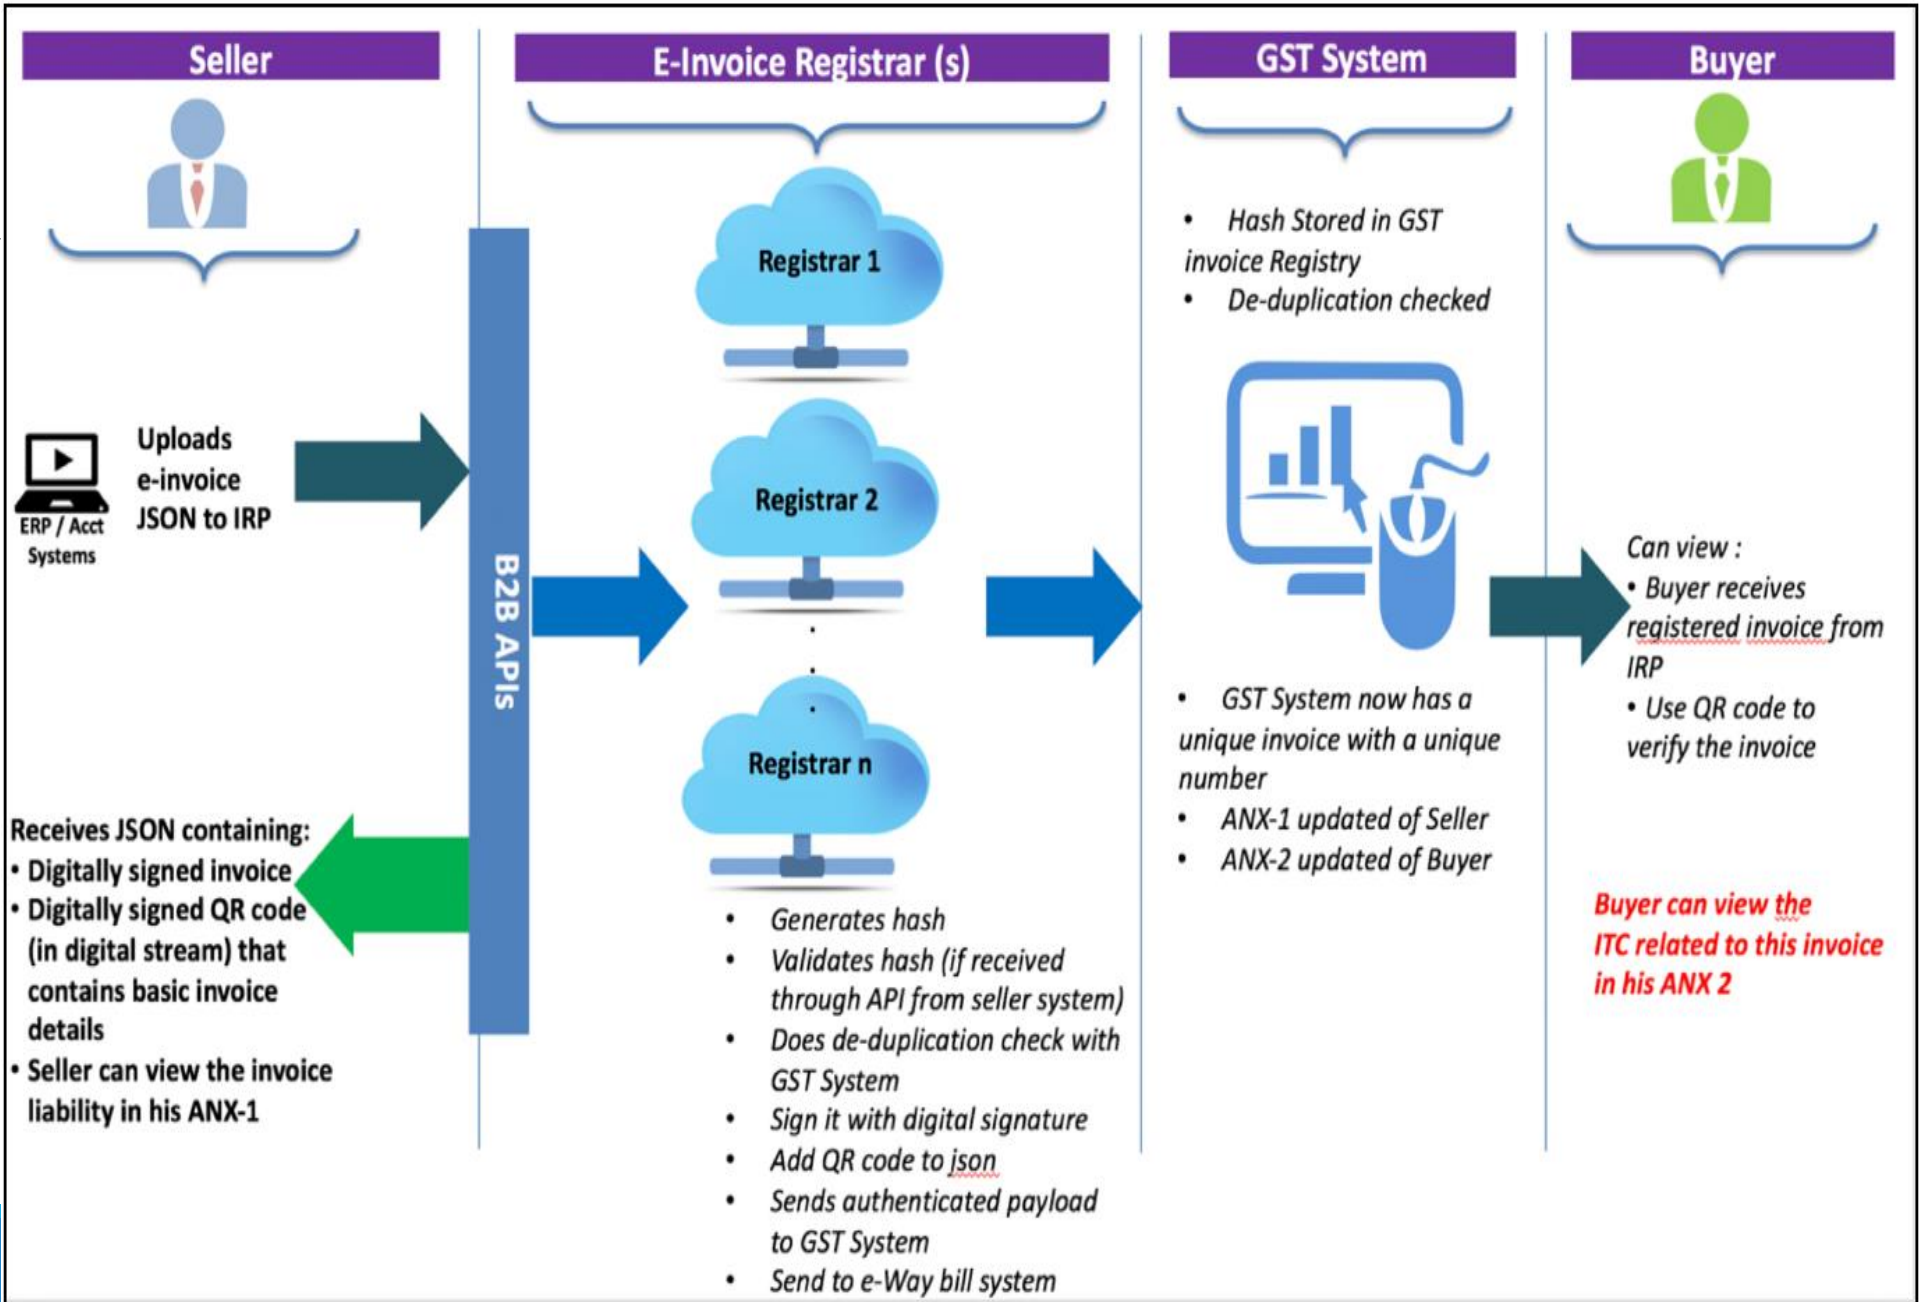 Seller
ERP / Acct
Systems
Uploads
e-invoice
JSON to IRP
Receives JSON containing:
• Digitally signed invoice
• Digitally signed QR code
(in digital stream) that
contains basic invoice
details
• Seller can view the invoice
liability in his ANX-1
B2B APIs
E-Invoice Registrar (s)
Registrar 1
Registrar 2
.
.
.
Registrar n
• Generates hash
• Validates hash (if received
through API from seller system)
• Does de-duplication check with
GST System
• Sign it with digital signature
• Add QR code to json
• Sends authenticated payload
to GST System
• Send to e-Way bill system
GST System
• Hash Stored in GST
invoice Registry
• De-duplication checked
• GST System now has a
unique invoice with a unique
number
• ANX-1 updated of Seller
• ANX-2 updated of Buyer
Buyer
Can view :
• Buyer receives
registered invoice from
IRP
• Use QR code to
verify the invoice
Buyer can view the
ITC related to this invoice
in his ANX 2